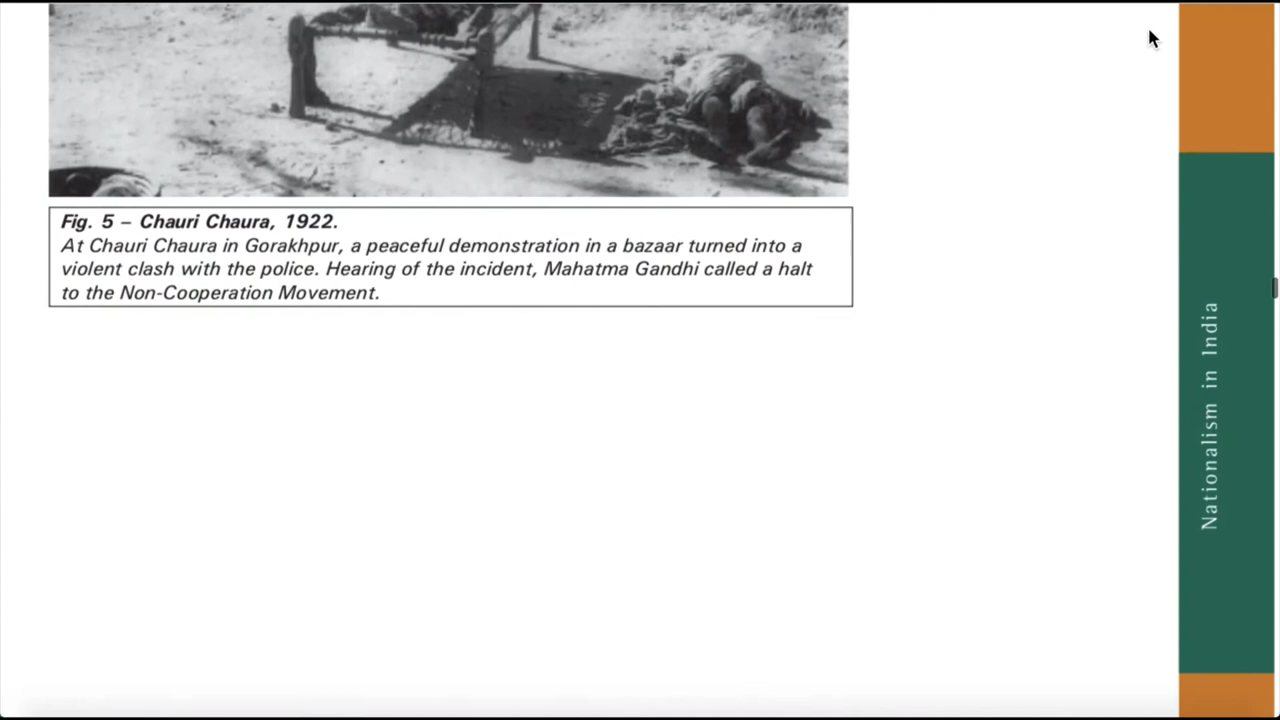 Fig. 5 – Chauri Chaura, 1922.
At Chauri Chaura in Gorakhpur, a peaceful demonstration in a bazaar turned into a
violent clash with the police. Hearing of the incident, Mahatma Gandhi called a halt
to the Non-Cooperation Movement.
Nationalism in India